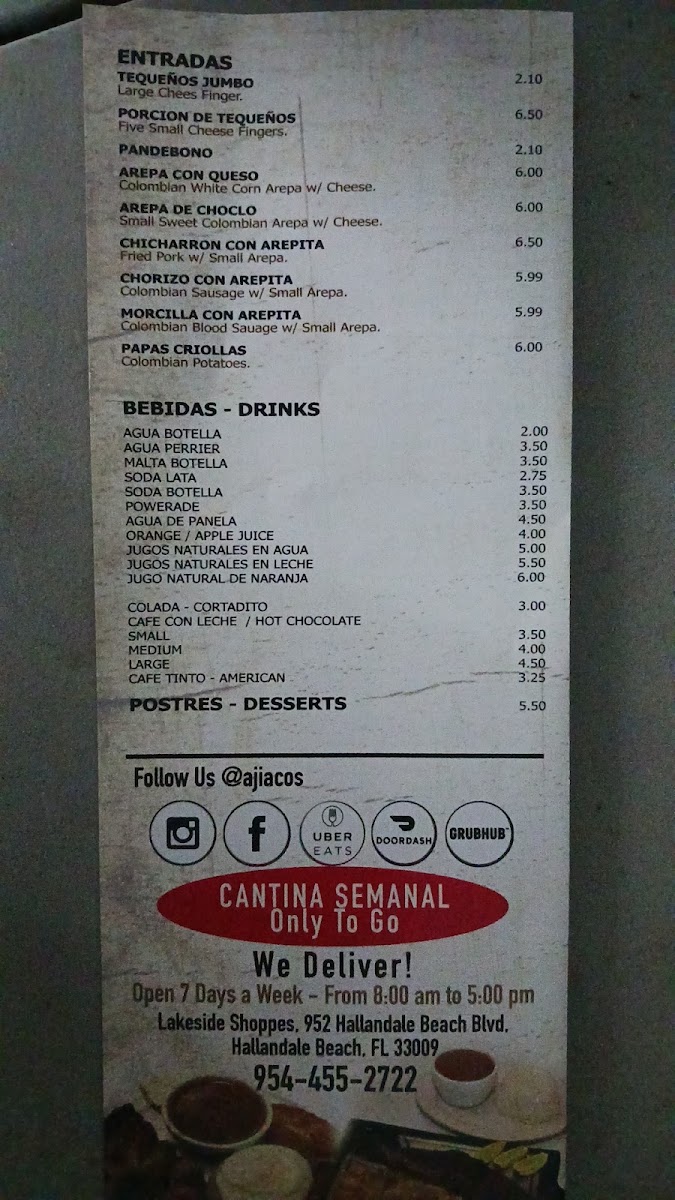 ENTRADAS
TEQUEÑOS JUMBO 2.10
Large Chees Finger.
PORCION DE TEQUEÑOS 6.50
Five Small Cheese Fingers.
PANDEBONO 2.10
AREPA CON QUESO 6.00
Colombian White Corn Arepa w/ Cheese.
AREPA DE CHOCLO 6.00
Small Sweet Colombian Arepa w/ Cheese.
CHICHARRON CON AREPITA 6.50
Fried Pork w/ Small Arepa.
CHORIZO CON AREPITA 5.99
Colombian Sausage w/ Small Arepa.
MORCILLA CON AREPITA 5.99
Colombian Blood Sauage w/ Small Arepa.
PAPAS CRIOLLAS 6.00
Colombian Potatoes.
BEBIDAS - DRINKS
AGUA BOTELLA 2.00
AGUA PERRIER 3.50
MALTA BOTELLA 3.50
SODA LATA 2.75
SODA BOTELLA 3.50
POWERADE 3.50
AGUA DE PANELA 4.50
ORANGE / APPLE JUICE 4.00
JUGOS NATURALES EN AGUA 5.00
JUGOS NATURALES EN LECHE 5.50
JUGO NATURAL DE NARANJA 6.00
COLADA - CORTADITO 3.00
CAFE CON LECHE / HOT CHOCOLATE
SMALL 3.50
MEDIUM 4.00
LARGE 4.50
CAFE TINTO - AMERICAN 3.25
POSTRES - DESSERTS 5.50
Follow Us @ajiacos
UBER EATS
DOORDASH
GRUBHUB
CANTINA SEMANAL
Only To Go
We Deliver!
Open 7 Days a Week - From 8:00 am to 5:00 pm
Lakeside Shoppes, 952 Hallandale Beach Blvd,
Hallandale Beach, FL 33009
954-455-2722